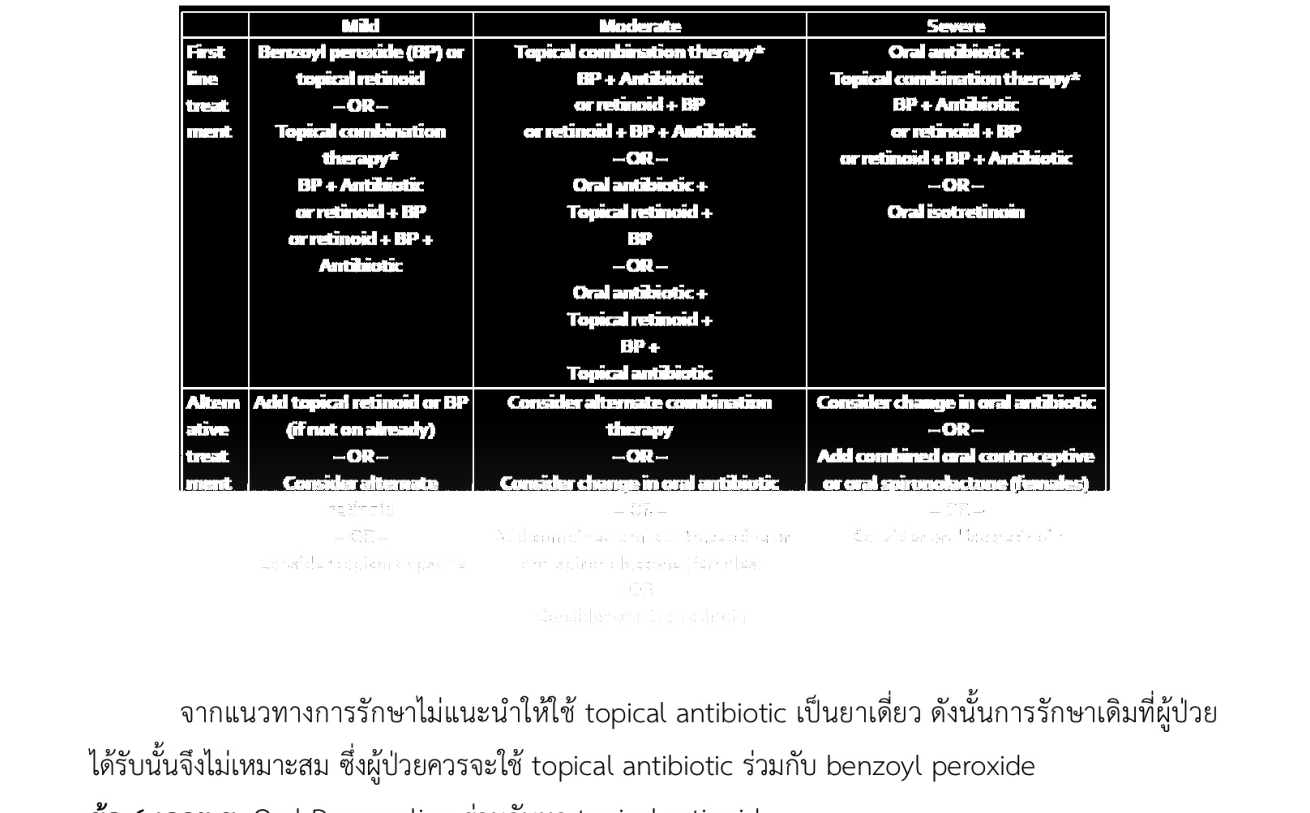 Mild Moderate Severe
First line treat ment
Benzoyl peroxide (BP) or
topical retinoid
—OR—
Topical combination
therapy*
BP + Antibiotic
or retinoid + BP
or retinoid + BP +
Antibiotic
Topical combination therapy*
BP + Antibiotic
or retinoid + BP
or retinoid + BP + Antibiotic
—OR—
Oral antibiotic +
Topical retinoid +
BP
—OR—
Oral antibiotic +
Topical retinoid +
BP +
Topical antibiotic
Oral antibiotic +
Topical combination therapy*
BP + Antibiotic
or retinoid + BP
or retinoid + BP + Antibiotic
—OR—
Oral isotretinoin
Altern ative treat ment
Add topical retinoid or BP
(if not on already)
—OR—
Consider alternate
—OR—
Consider alternate combination
therapy
—OR—
Consider change in oral antibiotic
—OR—
Consider change in oral antibiotic
—OR—
Add combined oral contraceptive
or oral spironolactone (females)
—OR—
จากแนวทางการรักษาไม่แนะนำให้ใช้ topical antibiotic เป็นยาเดี่ยว ดังนั้นการรักษาเดิมที่ผู้ป่วย
ได้รับนั้นจึงไม่เหมาะสม ซึ่งผู้ป่วยควรจะใช้ topical antibiotic ร่วมกับ benzoyl peroxide